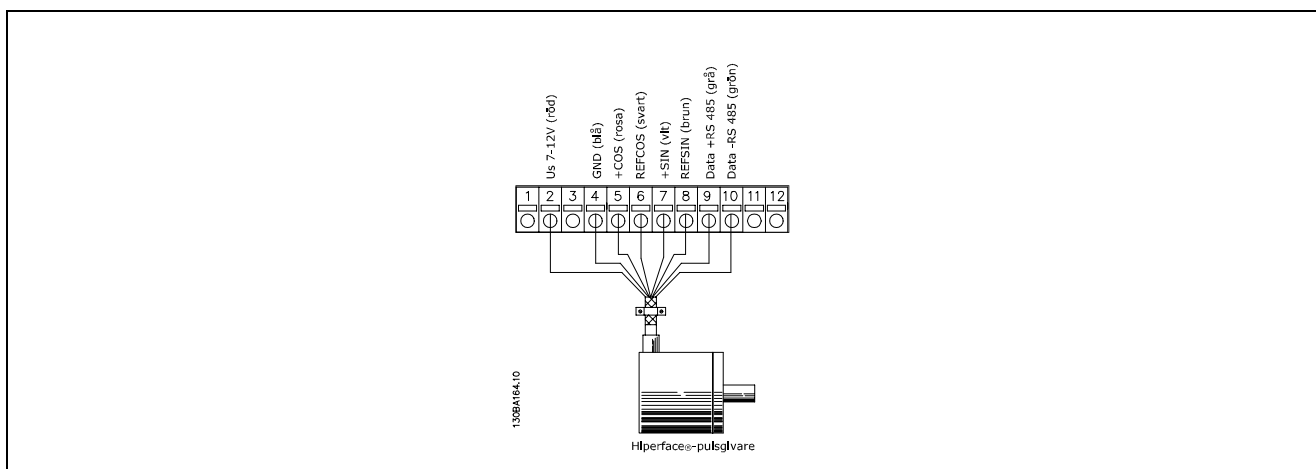 Us 7-12V (röd)
GND (blå)
+COS (rosa)
REFCOS (svart)
+SIN (vit)
REFSIN (brun)
Data +RS 485 (grå)
Data -RS 485 (grön)
1 2 3 4 5 6 7 8 9 10 11 12
130BA164.10
Hiperface®-pulsgivare